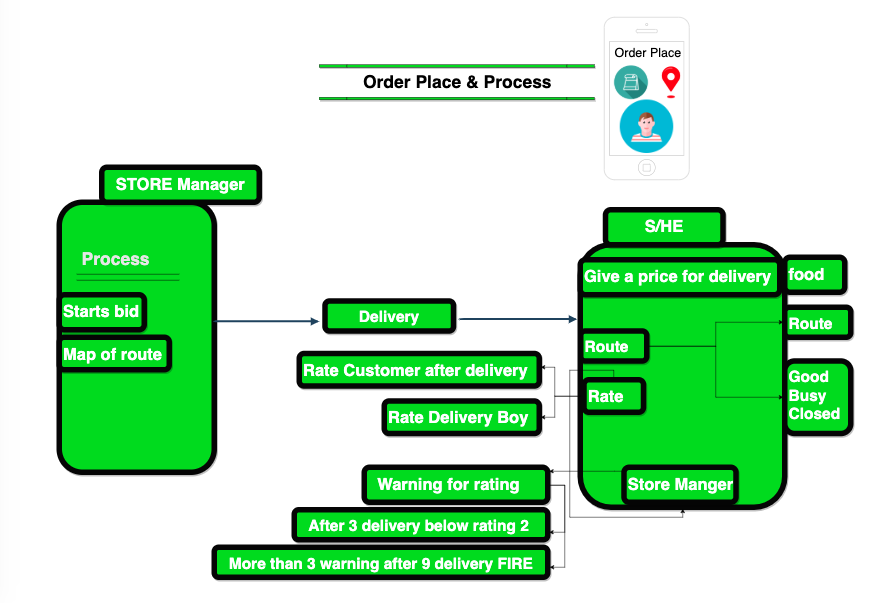 Order Place
Order Place & Process
STORE Manager
Process
Starts bid
Map of route
Delivery
S/HE
Give a price for delivery
food
Route
Route
Good
Busy
Closed
Rate
Rate Customer after delivery
Rate Delivery Boy
Store Manger
Warning for rating
After 3 delivery below rating 2
More than 3 warning after 9 delivery FIRE